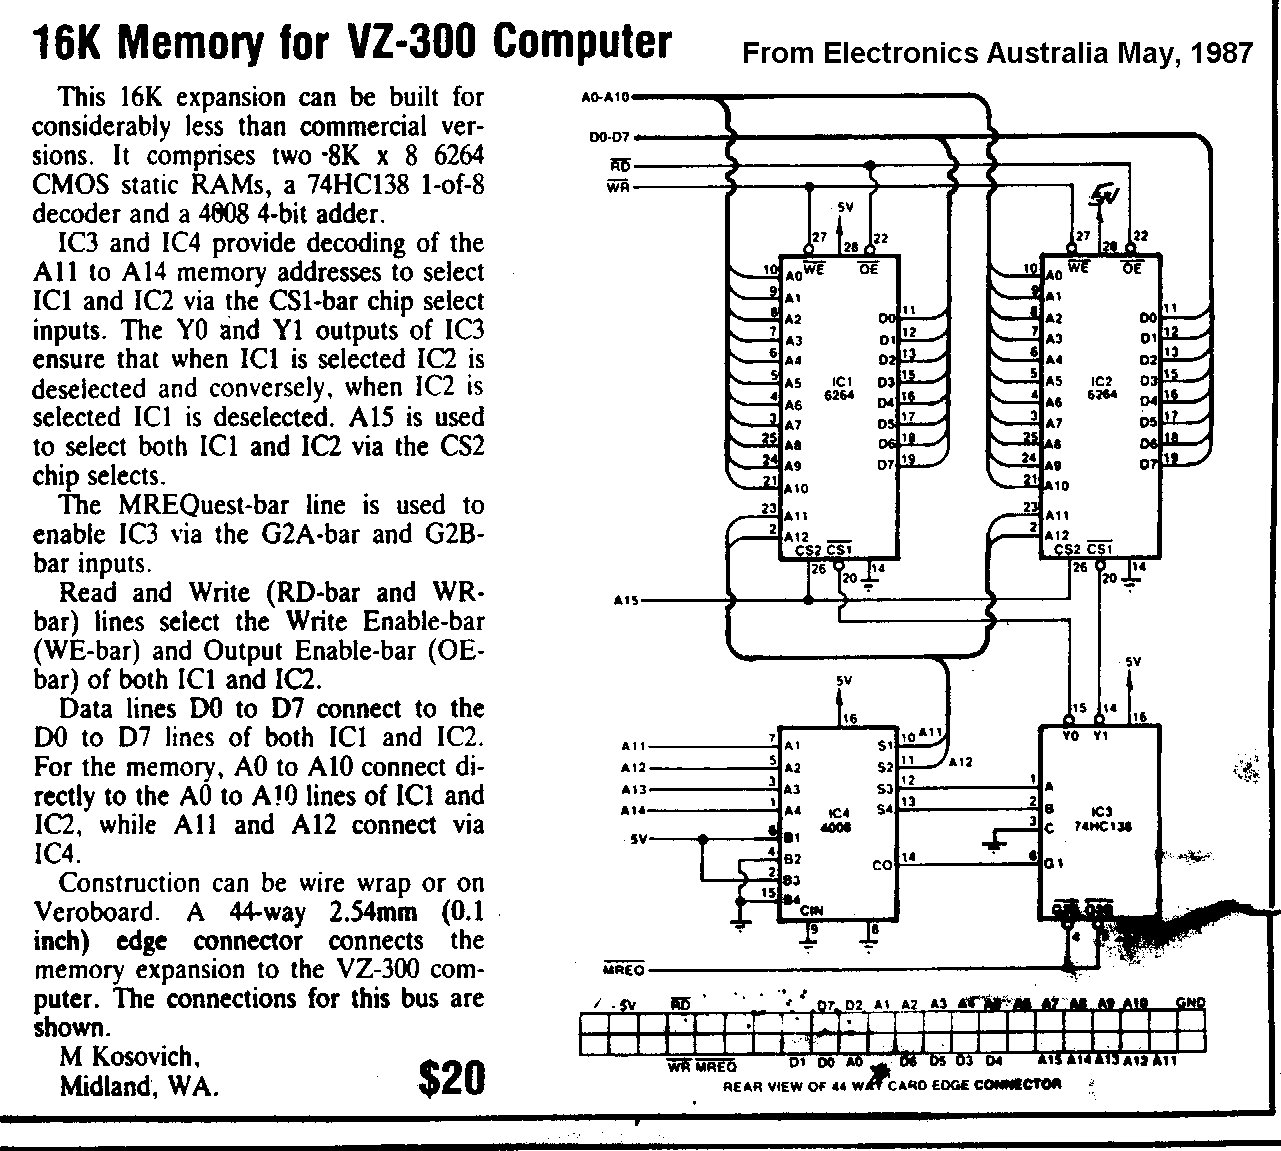 16K Memory for VZ-300 Computer
From Electronics Australia May, 1987
This 16K expansion can be built for
considerably less than commercial ver-
sions. It comprises two -8K x 8 6264
CMOS static RAMs, a 74HC138 1-of-8
decoder and a 4008 4-bit adder.
IC3 and IC4 provide decoding of the
A11 to A14 memory addresses to select
IC1 and IC2 via the CS1-bar chip select
inputs. The Y0 and Y1 outputs of IC3
ensure that when IC1 is selected IC2 is
deselected and conversely, when IC2 is
selected IC1 is deselected. A15 is used
to select both IC1 and IC2 via the CS2
chip selects.
The MREQuest-bar line is used to
enable IC3 via the G2A-bar and G2B-
bar inputs.
Read and Write (RD-bar and WR-
bar) lines select the Write Enable-bar
(WE-bar) and Output Enable-bar (OE-
bar) of both IC1 and IC2.
Data lines D0 to D7 connect to the
D0 to D7 lines of both IC1 and IC2.
For the memory, A0 to A10 connect di-
rectly to the A0 to A10 lines of IC1 and
IC2, while A11 and A12 connect via
IC4.
Construction can be wire wrap or on
Veroboard. A 44-way 2.54mm (0.1
inch) edge connector connects the
memory expansion to the VZ-300 com-
puter. The connections for this bus are
shown.
M Kosovich,
Midland, WA.
$20
A0-A10
D0-D7
RD
WR
5V 5V
27 28 22 27 28 22
WE OE WE OE
10 A0 10 A0
9 A1 9 A1
8 A2 D0 11 8 A2 D0 11
7 A3 D1 12 7 A3 D1 12
6 A4 D2 13 6 A4 D2 13
5 A5 IC1 D3 15 5 A5 IC2 D3 15
4 A6 6264 D4 16 4 A6 6264 D4 16
3 A7 D5 17 3 A7 D5 17
25 A8 D6 18 25 A8 D6 18
24 A9 D7 19 24 A9 D7 19
21 A10 21 A10
23 A11 23 A11
2 A12 2 A12
CS2 CS1 CS2 CS1
26 20 14 26 20 14
A15
5V 5V
16 15 14 16
Y0 Y1
A11 7 A1 S1 10 A11
A12 5 A2 S2 11 A12
A13 3 A3 S3 12 1 A
A14 1 A4 S4 13 2 B
IC4 4008 IC3 74HC138
5V 6 B1 3 C
4 B2 CO 14 6 G1
2 B3
15 B4
CIN
9 8 4
MREQ
5V RD D7 D2 A1 A2 A3 A4 A7 A8 A9 A10 GND
WR MREQ D1 D0 A0 D6 D5 D3 D4 A15 A14 A13 A12 A11
REAR VIEW OF 44 WAY CARD EDGE CONNECTOR